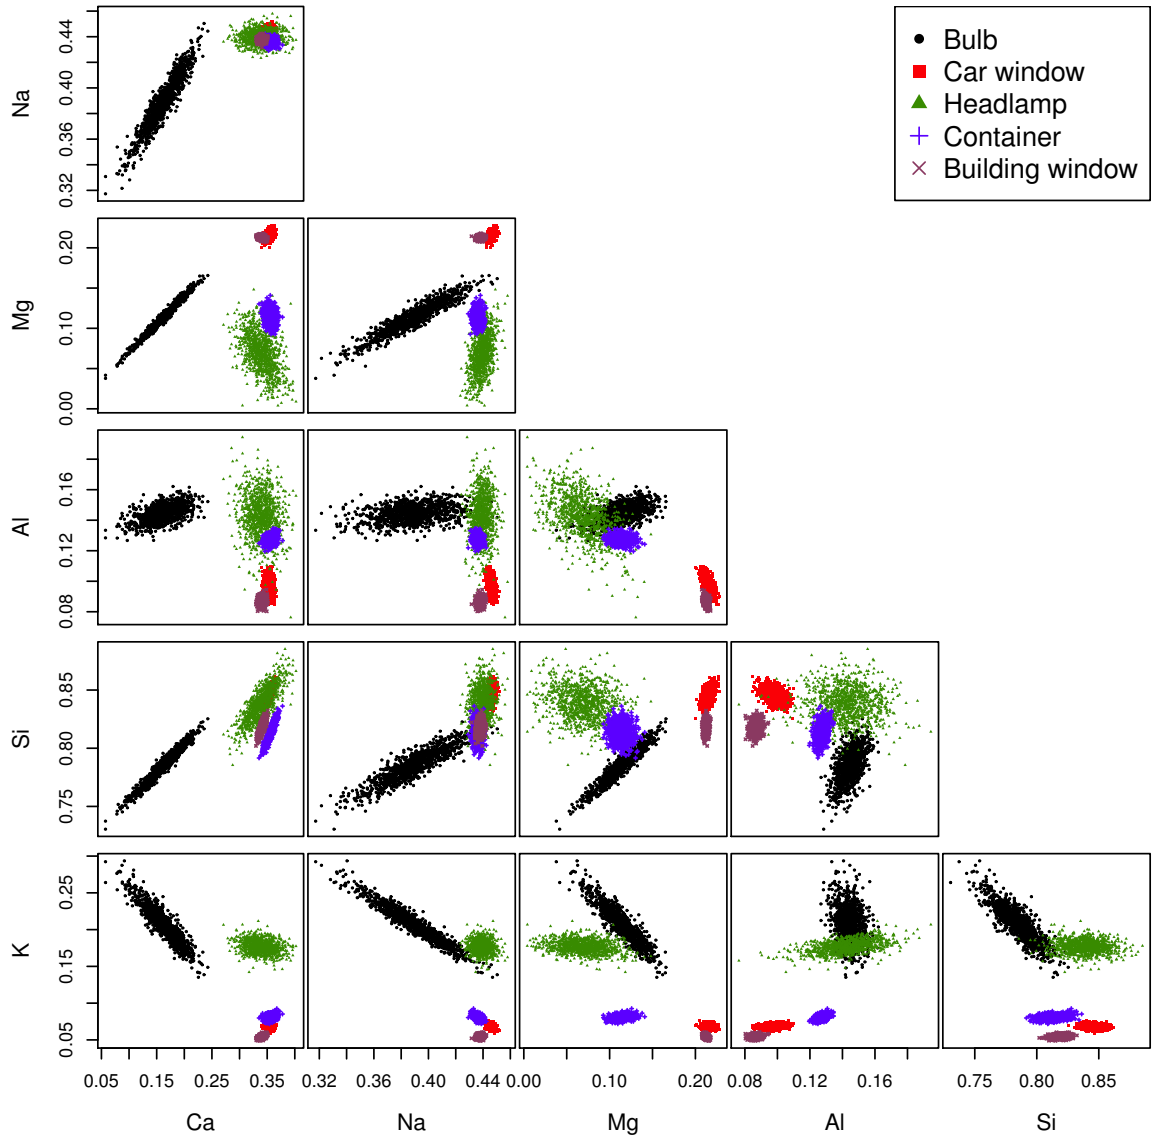 Na
0.32 0.36 0.40 0.44
Bulb
Car window
Headlamp
Container
Building window
Mg
0.00 0.10 0.20
Al
0.08 0.12 0.16
Si
0.75 0.80 0.85
K
0.05 0.15 0.25
0.05 0.15 0.25 0.35 0.32 0.36 0.40 0.44 0.00 0.10 0.20 0.08 0.12 0.16 0.75 0.80 0.85
Ca Na Mg Al Si